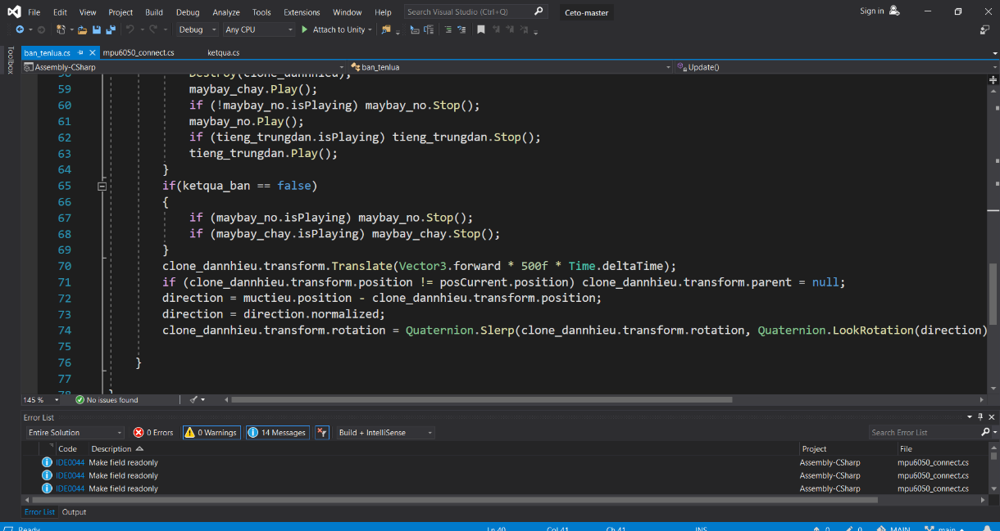 File Edit View Project Build Debug Analyze Tools Extensions Window Help Search Visual Studio (Ctrl+Q) Ceto-master Sign in
Debug Any CPU Attach to Unity
Toolbox
ban_tenlua.cs mpu6050_connect.cs ketqua.cs
Assembly-CSharp ban_tenlua Update()
58 Destroy(clone_dannhieu);
59 maybay_chay.Play();
60 if (!maybay_no.isPlaying) maybay_no.Stop();
61 maybay_no.Play();
62 if (tieng_trungdan.isPlaying) tieng_trungdan.Stop();
63 tieng_trungdan.Play();
64 }
65 if(ketqua_ban == false)
66 {
67 if (maybay_no.isPlaying) maybay_no.Stop();
68 if (maybay_chay.isPlaying) maybay_chay.Stop();
69 }
70 clone_dannhieu.transform.Translate(Vector3.forward * 500f * Time.deltaTime);
71 if (clone_dannhieu.transform.position != posCurrent.position) clone_dannhieu.transform.parent = null;
72 direction = muctieu.position - clone_dannhieu.transform.position;
73 direction = direction.normalized;
74 clone_dannhieu.transform.rotation = Quaternion.Slerp(clone_dannhieu.transform.rotation, Quaternion.LookRotation(direction)
75
76 }
77
78 }
145 % No issues found
Error List
Entire Solution 0 Errors 0 Warnings 14 Messages Build + IntelliSense Search Error List
Code Description Project File
IDE0044 Make field readonly Assembly-CSharp mpu6050_connect.cs
IDE0044 Make field readonly Assembly-CSharp mpu6050_connect.cs
IDE0044 Make field readonly Assembly-CSharp mpu6050_connect.cs
Error List Output
Ready Ln 40 Col 41 Ch 41 INS 0 0 MAIN main